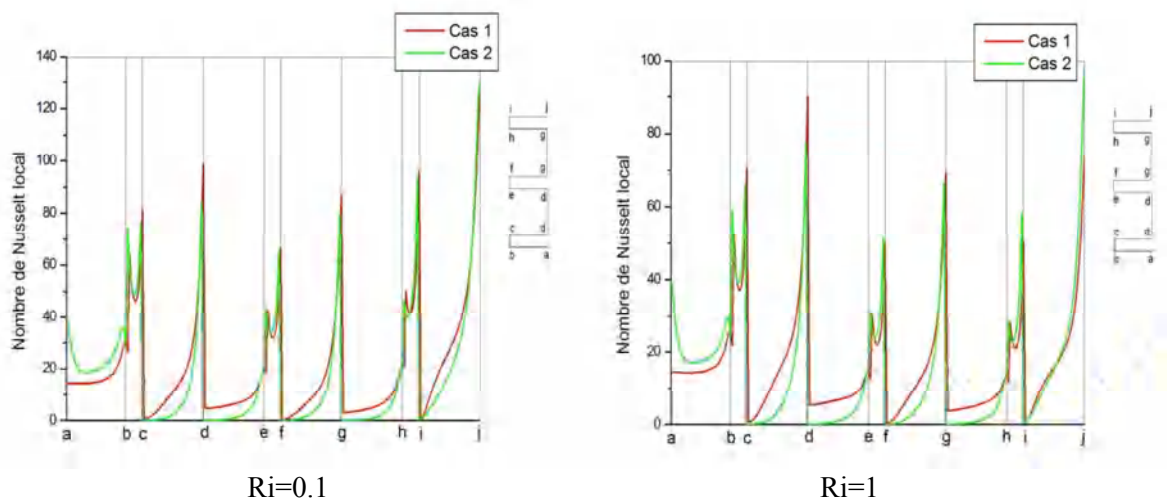 Cas 1
Cas 2
Nombre de Nusselt local
140
120
100
80
60
40
20
0
a b c d e f g h i j
i j
h g
f g
e d
c d
b a
Ri=0.1
Cas 1
Cas 2
Nombre de Nusselt local
100
80
60
40
20
0
a b c d e f g h i j
i j
h g
f g
e d
c d
a
Ri=1